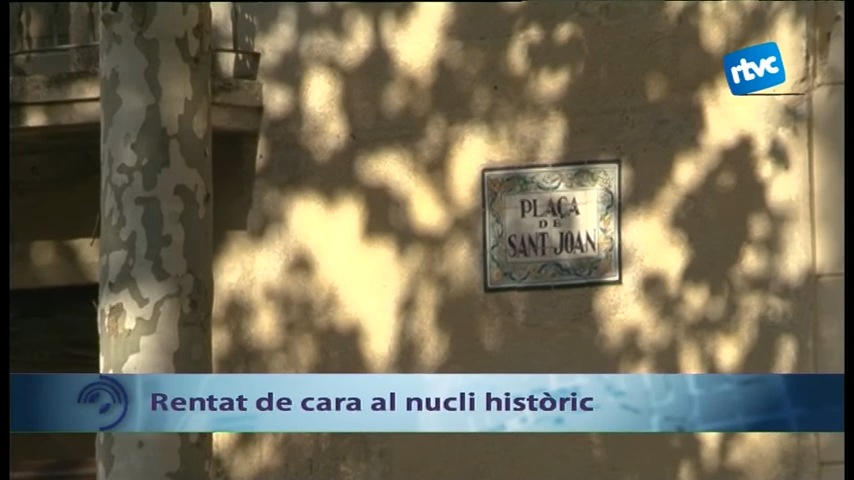 rtvc
PLAÇA
DE
SANT JOAN
Rentat de cara al nucli històric